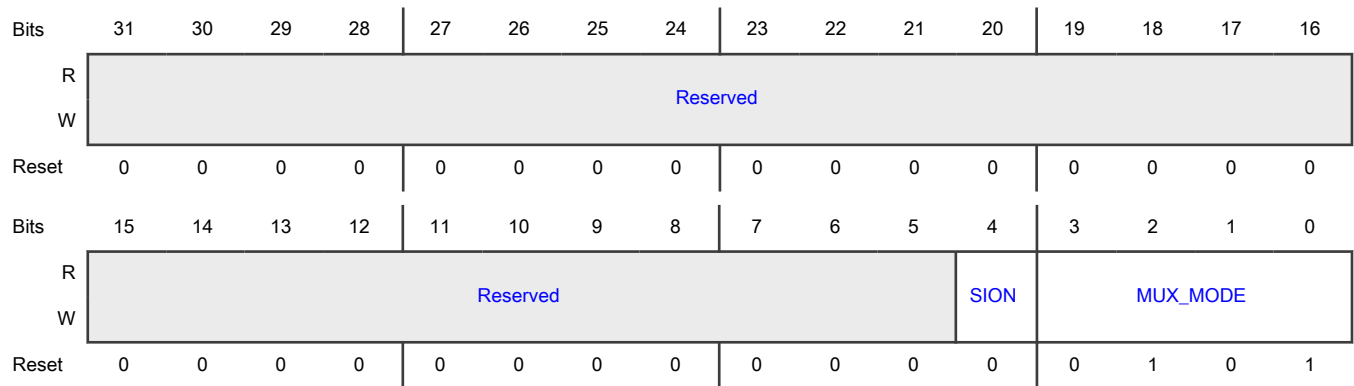 Bits 31 30 29 28 27 26 25 24 23 22 21 20 19 18 17 16
R
Reserved
W
Reset 0 0 0 0 0 0 0 0 0 0 0 0 0 0 0 0
Bits 15 14 13 12 11 10 9 8 7 6 5 4 3 2 1 0
R
Reserved SION MUX_MODE
W
Reset 0 0 0 0 0 0 0 0 0 0 0 0 0 1 0 1